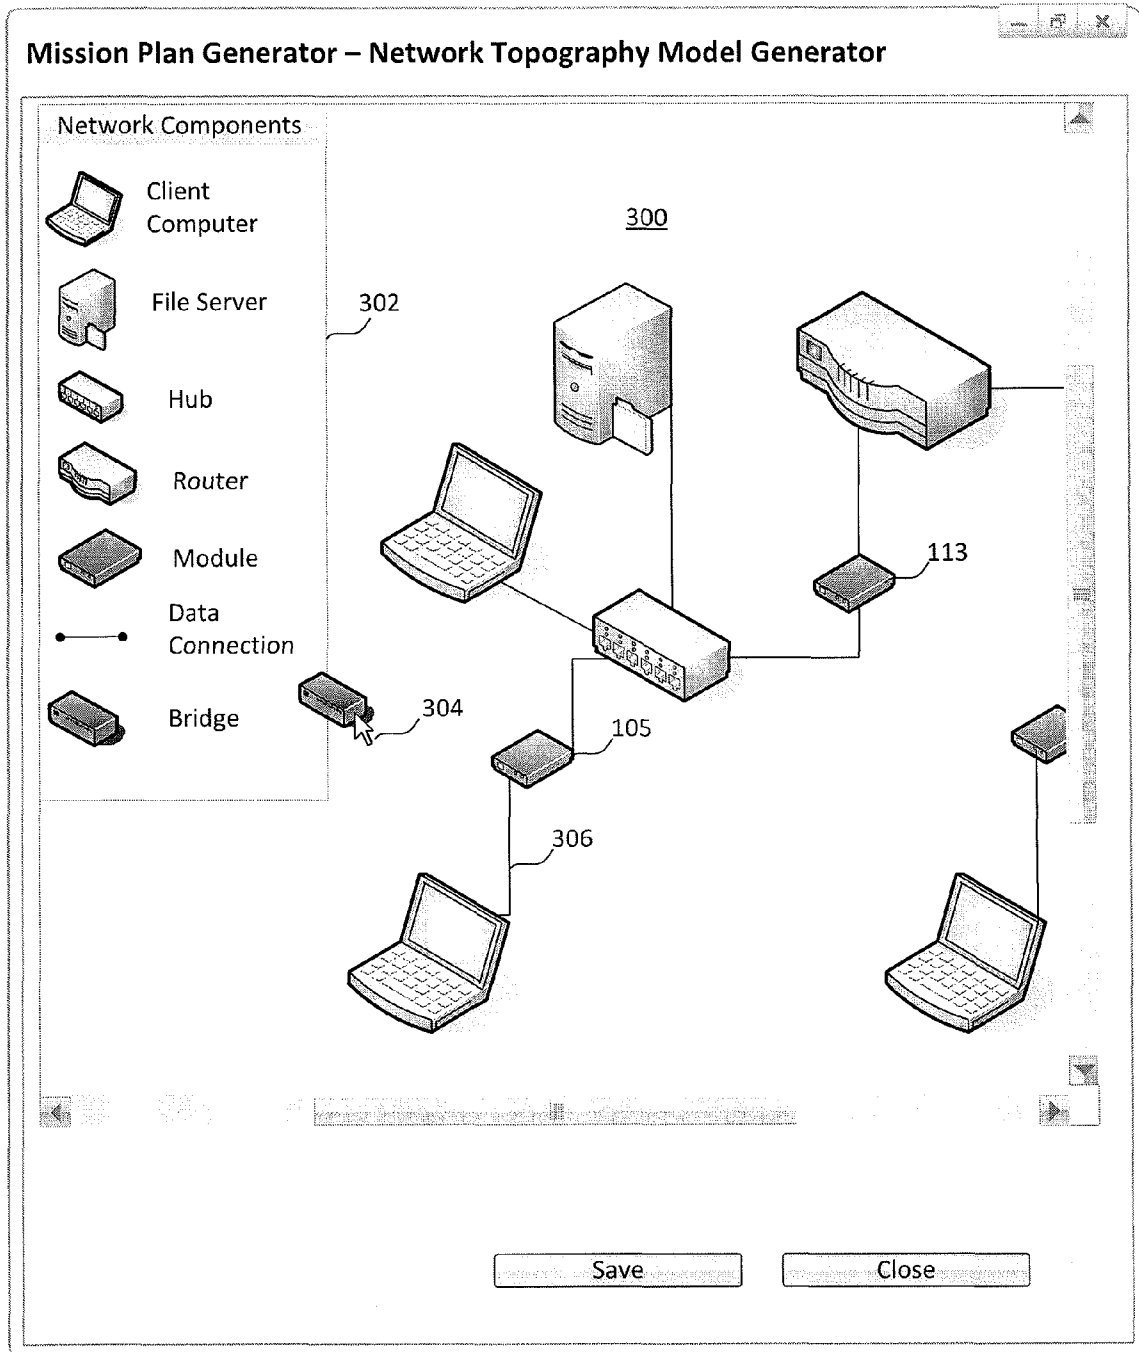 Mission Plan Generator – Network Topography Model Generator
Network Components
Client
Computer
File Server
Hub
Router
Module
Data
Connection
Bridge
300
302
113
304
105
306
Save
Close